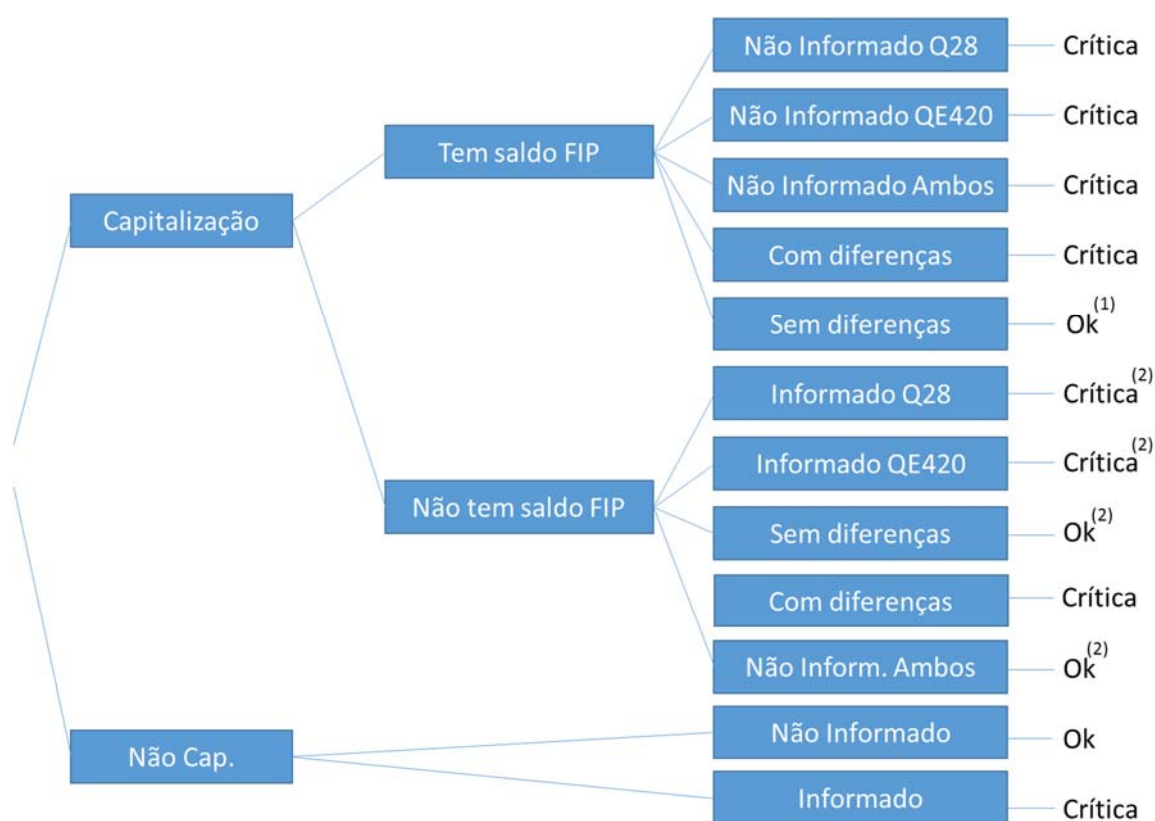 Não Informado Q28
Crítica
Não Informado QE420
Crítica
Tem saldo FIP
Não Informado Ambos
Crítica
Capitalização
Com diferenças
Crítica
Sem diferenças
Ok(1)
Informado Q28
Crítica(2)
Informado QE420
Crítica(2)
Não tem saldo FIP
Sem diferenças
Ok(2)
Com diferenças
Crítica
Não Inform. Ambos
Ok(2)
Não Cap.
Não Informado
Ok
Informado
Crítica